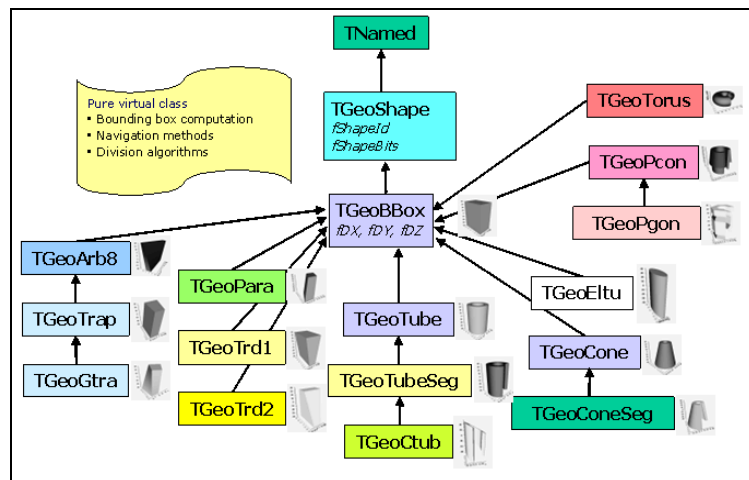 TNamed
Pure virtual class
• Bounding box computation
• Navigation methods
• Division algorithms
TGeoShape
fShapeId
fShapeBits
TGeoTorus
TGeoPcon
TGeoPgon
TGeoBBox
fDX, fDY, fDZ
TGeoArb8
TGeoPara
TGeoEltu
TGeoTrap
TGeoTube
TGeoTrd1
TGeoCone
TGeoGtra
TGeoTubeSeg
TGeoTrd2
TGeoConeSeg
TGeoCtub